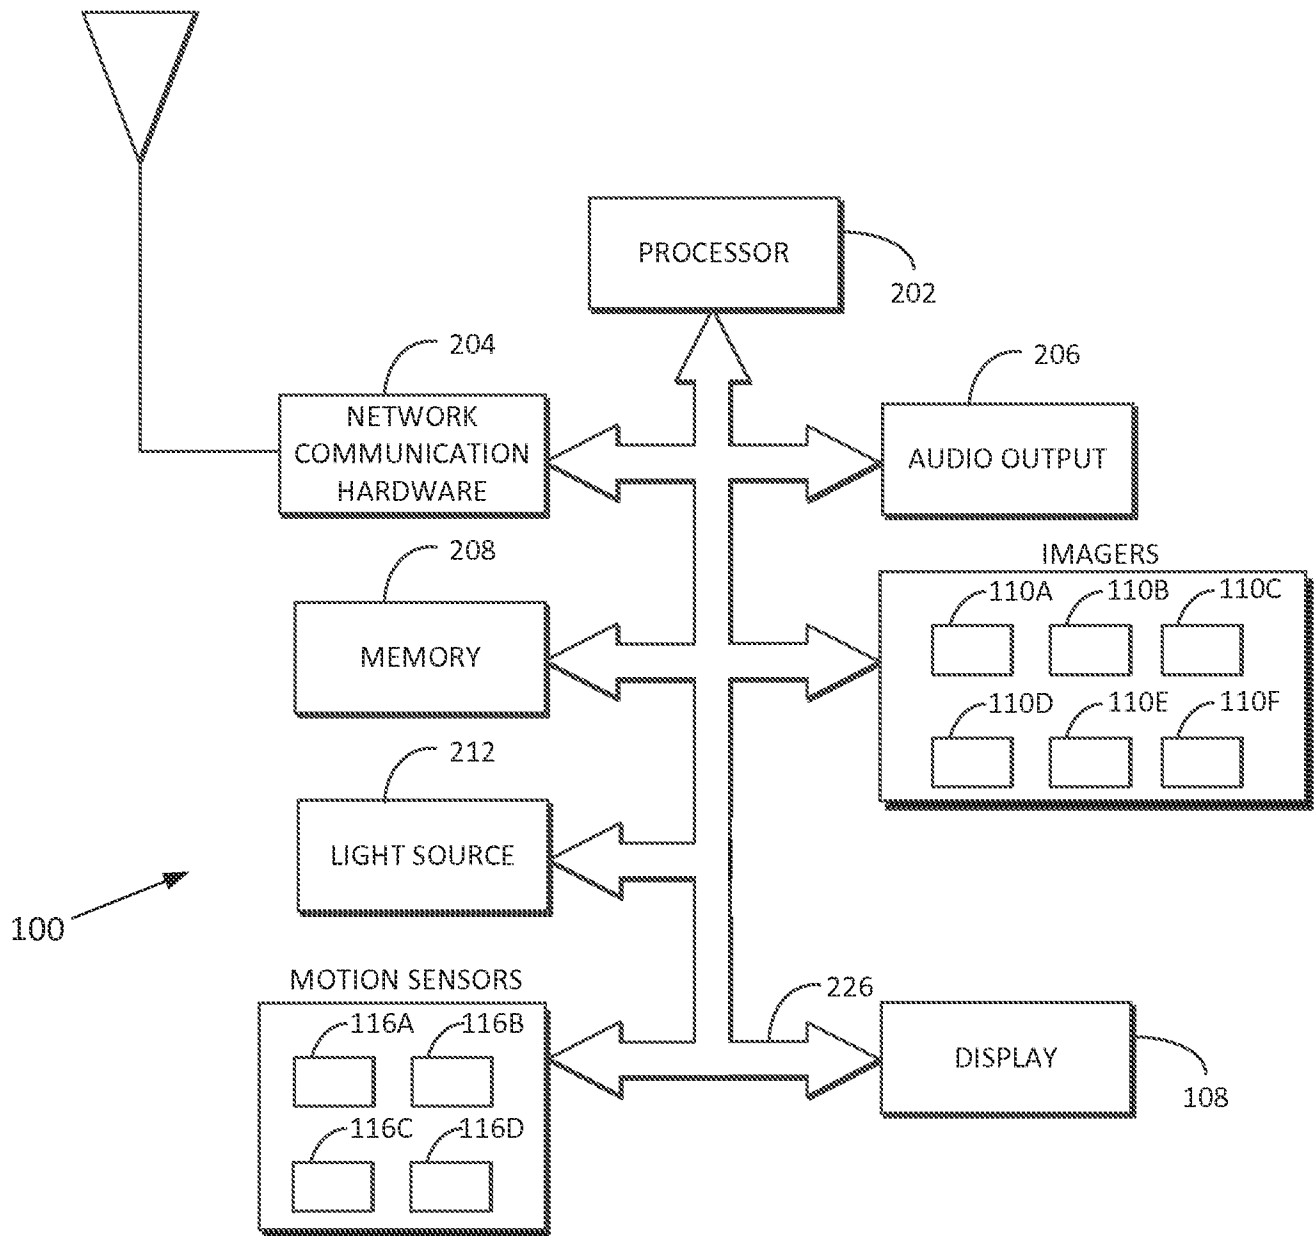 PROCESSOR
202
204
NETWORK
COMMUNICATION
HARDWARE
206
AUDIO OUTPUT
208
MEMORY
IMAGERS
110A 110B 110C
110D 110E 110F
212
LIGHT SOURCE
100
MOTION SENSORS
116A 116B
116C 116D
226
DISPLAY
108